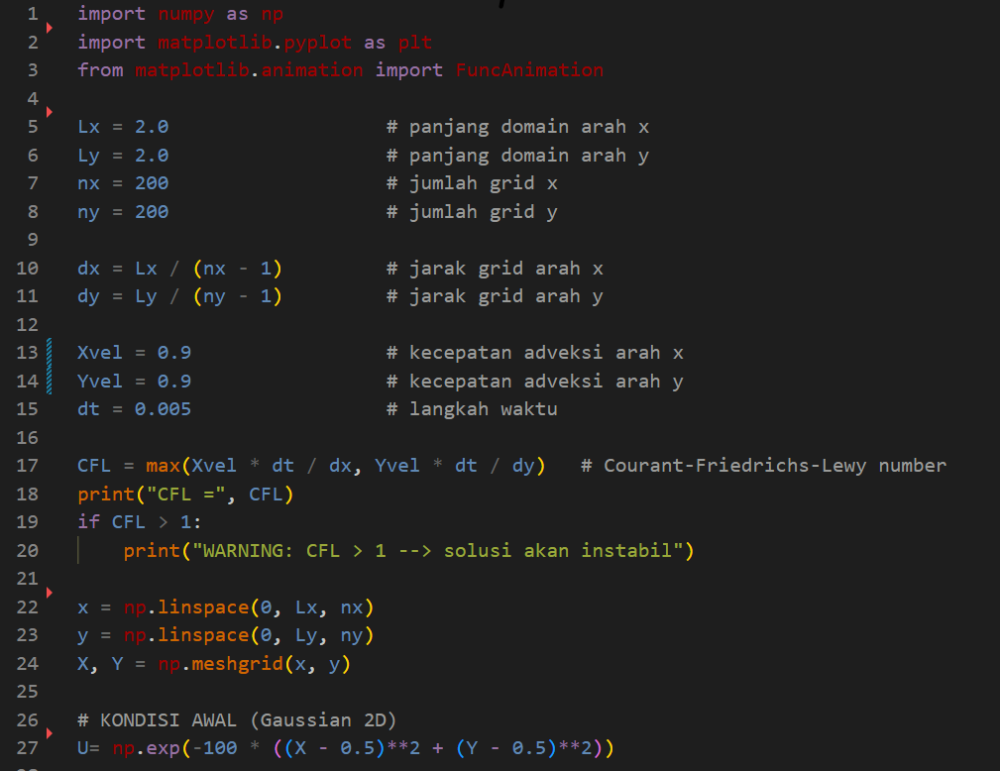 1 import numpy as np
2 import matplotlib.pyplot as plt
3 from matplotlib.animation import FuncAnimation
4
5 Lx = 2.0 # panjang domain arah x
6 Ly = 2.0 # panjang domain arah y
7 nx = 200 # jumlah grid x
8 ny = 200 # jumlah grid y
9
10 dx = Lx / (nx - 1) # jarak grid arah x
11 dy = Ly / (ny - 1) # jarak grid arah y
12
13 Xvel = 0.9 # kecepatan adveksi arah x
14 Yvel = 0.9 # kecepatan adveksi arah y
15 dt = 0.005 # langkah waktu
16
17 CFL = max(Xvel * dt / dx, Yvel * dt / dy) # Courant-Friedrichs-Lewy number
18 print("CFL =", CFL)
19 if CFL > 1:
20 print("WARNING: CFL > 1 --> solusi akan instabil")
21
22 x = np.linspace(0, Lx, nx)
23 y = np.linspace(0, Ly, ny)
24 X, Y = np.meshgrid(x, y)
25
26 # KONDISI AWAL (Gaussian 2D)
27 U= np.exp(-100 * ((X - 0.5)**2 + (Y - 0.5)**2))